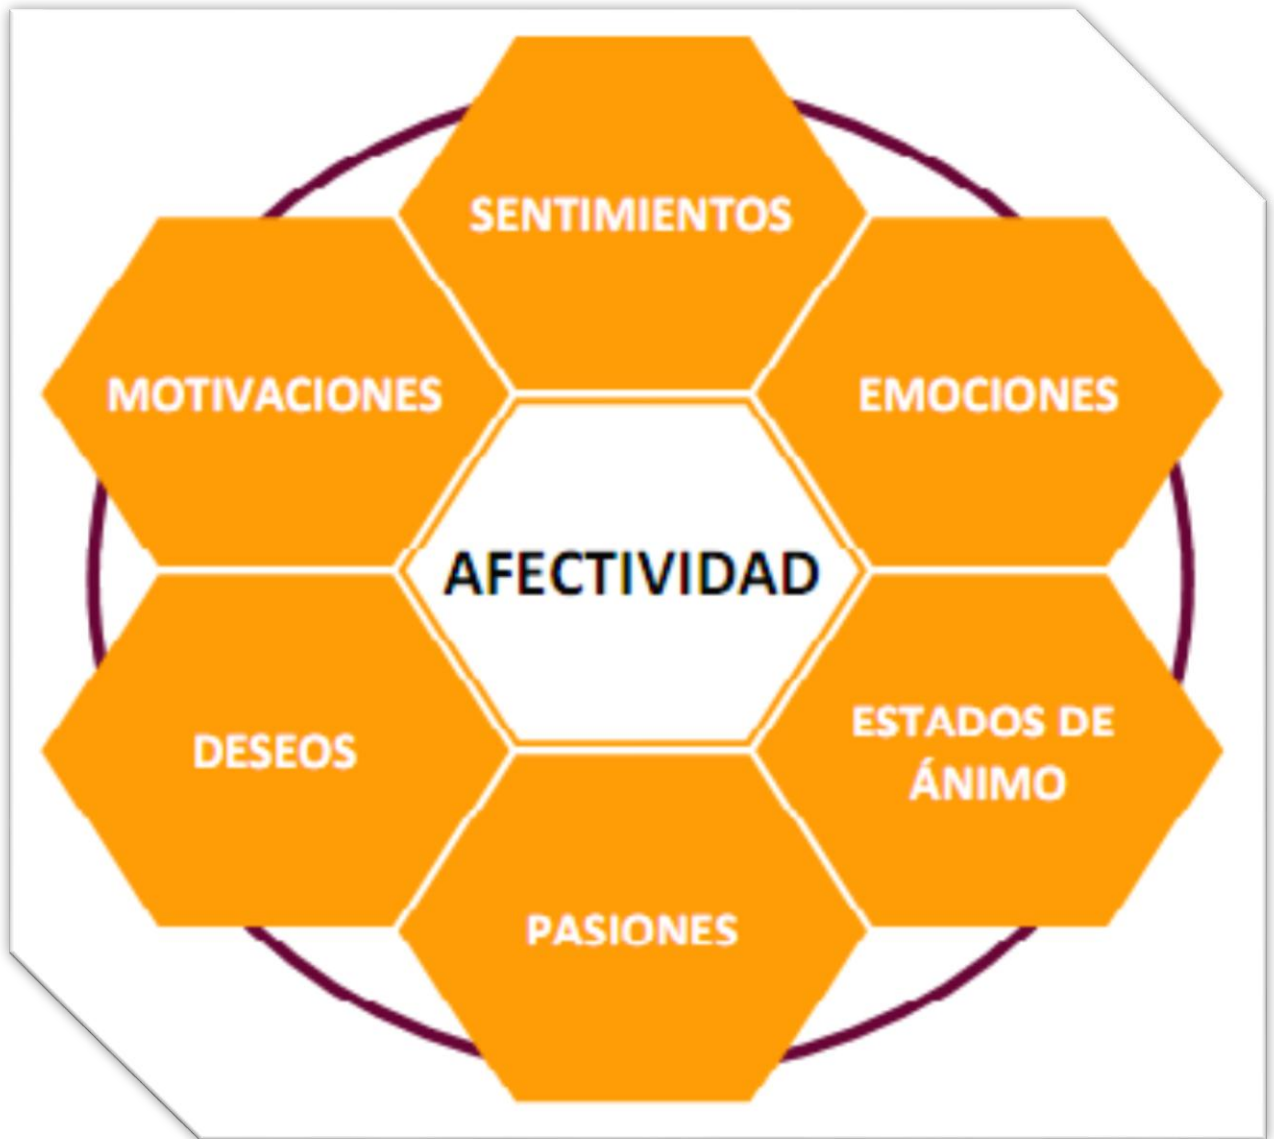 SENTIMIENTOS
MOTIVACIONES
EMOCIONES
AFECTIVIDAD
DESEOS
ESTADOS DE
ÁNIMO
PASIONES